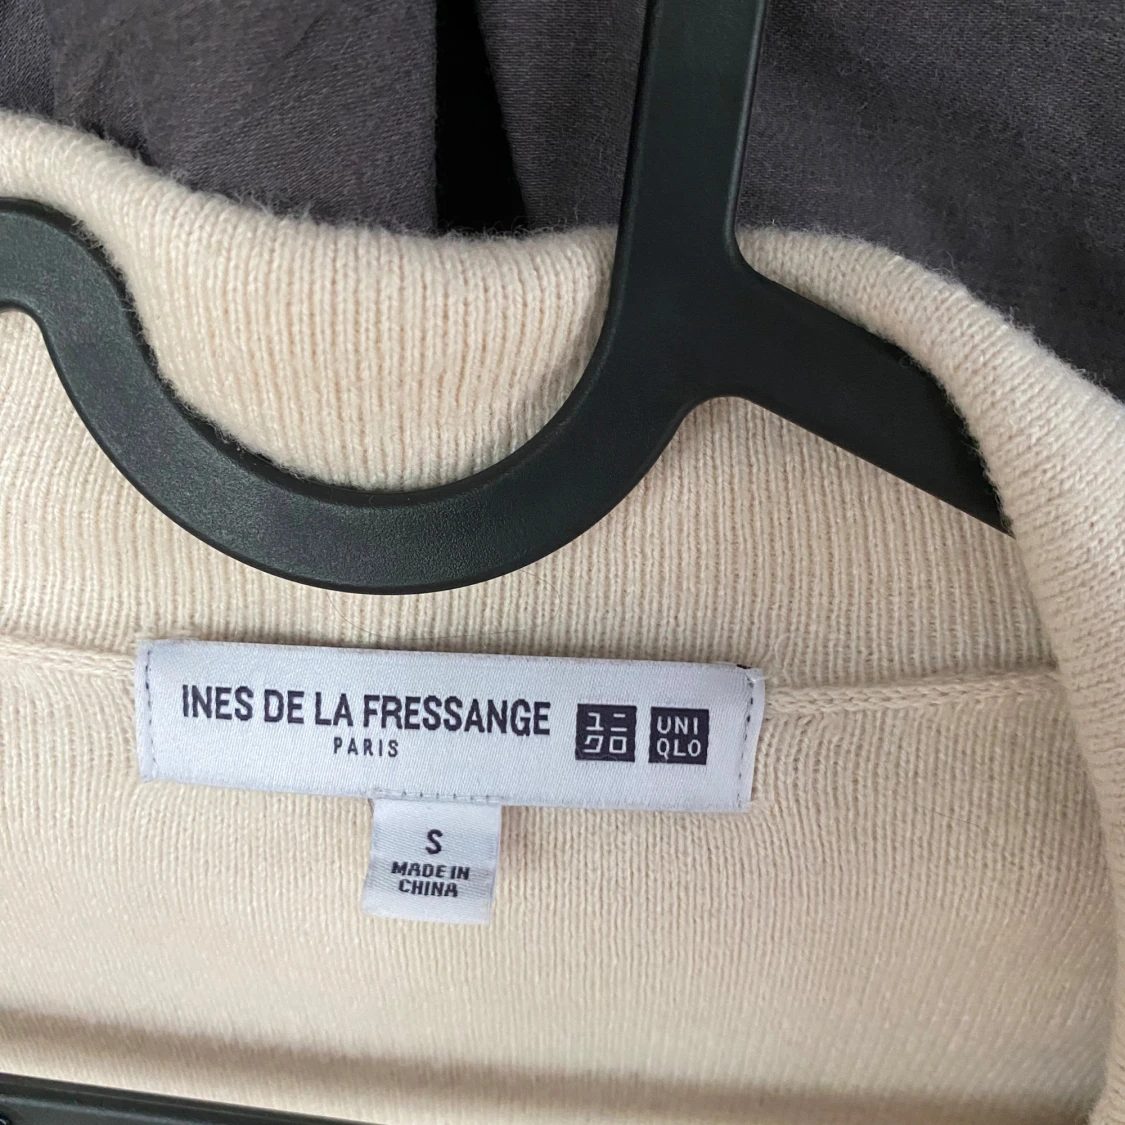 INES DE LA FRESSANGE
PARIS
ユニ
クロ
UNI
QLO
S
MADE IN
CHINA